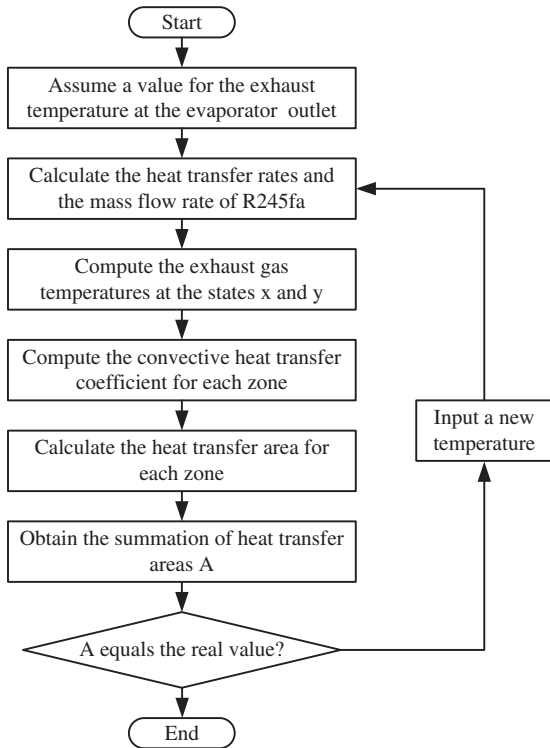 Start
Assume a value for the exhaust
temperature at the evaporator outlet
Calculate the heat transfer rates and
the mass flow rate of R245fa
Compute the exhaust gas
temperatures at the states x and y
Compute the convective heat transfer
coefficient for each zone
Input a new
temperature
Calculate the heat transfer area for
each zone
Obtain the summation of heat transfer
areas A
A equals the real value?
End